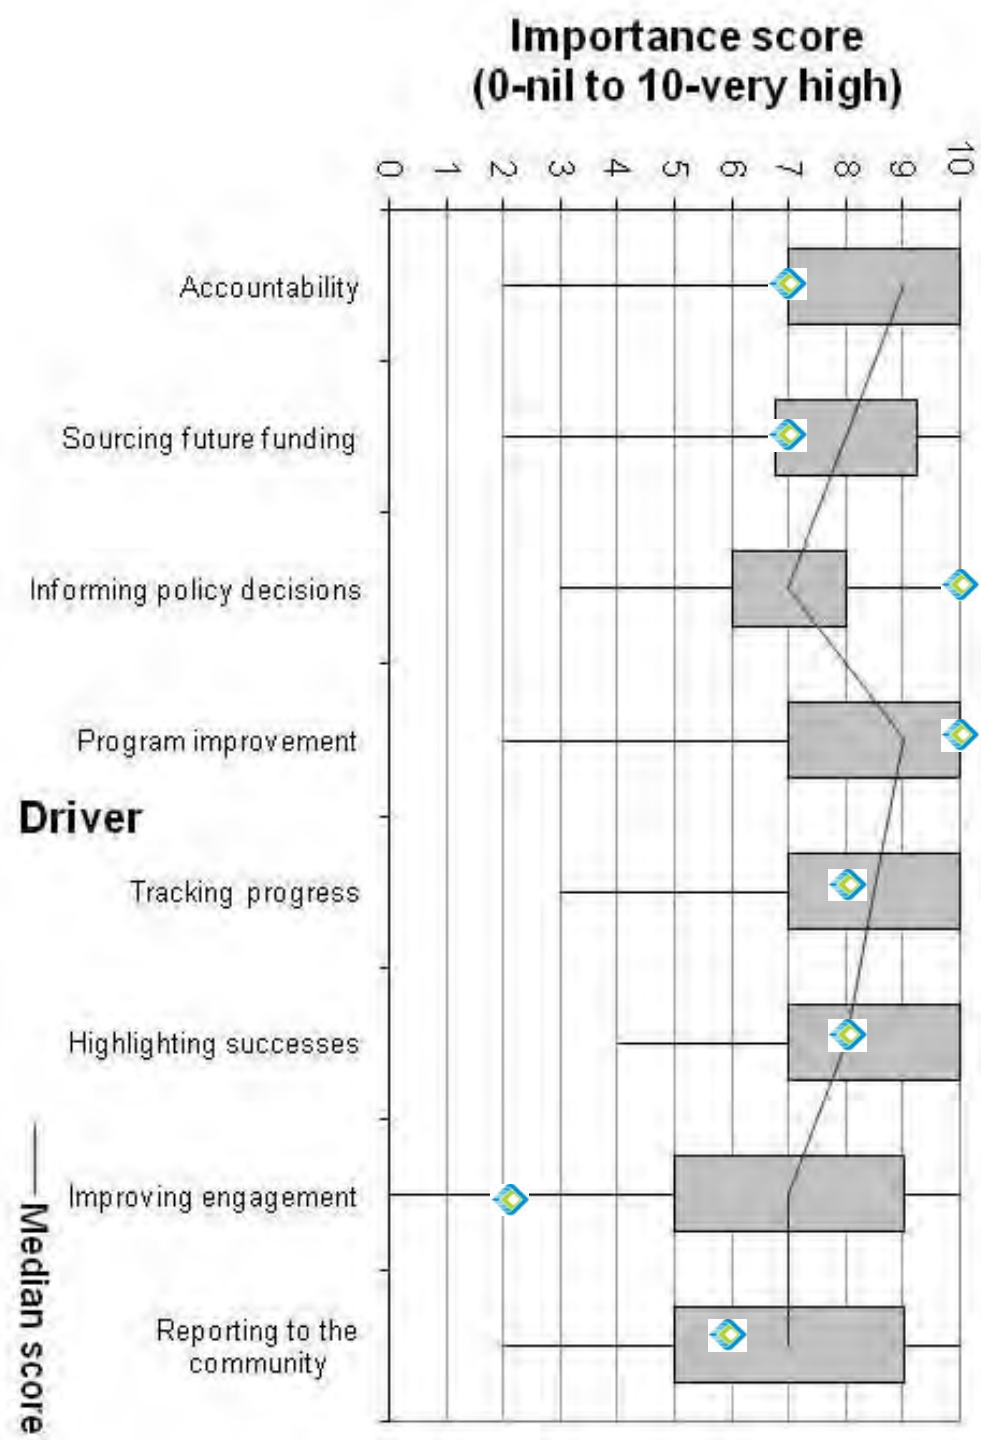 Importance score
(0-nil to 10-very high)
0 1 2 3 4 5 6 7 8 9 10
Accountability
Sourcing future funding
Informing policy decisions
Program improvement
Driver
Tracking progress
Highlighting successes
Improving engagement
Reporting to the
community
Median score